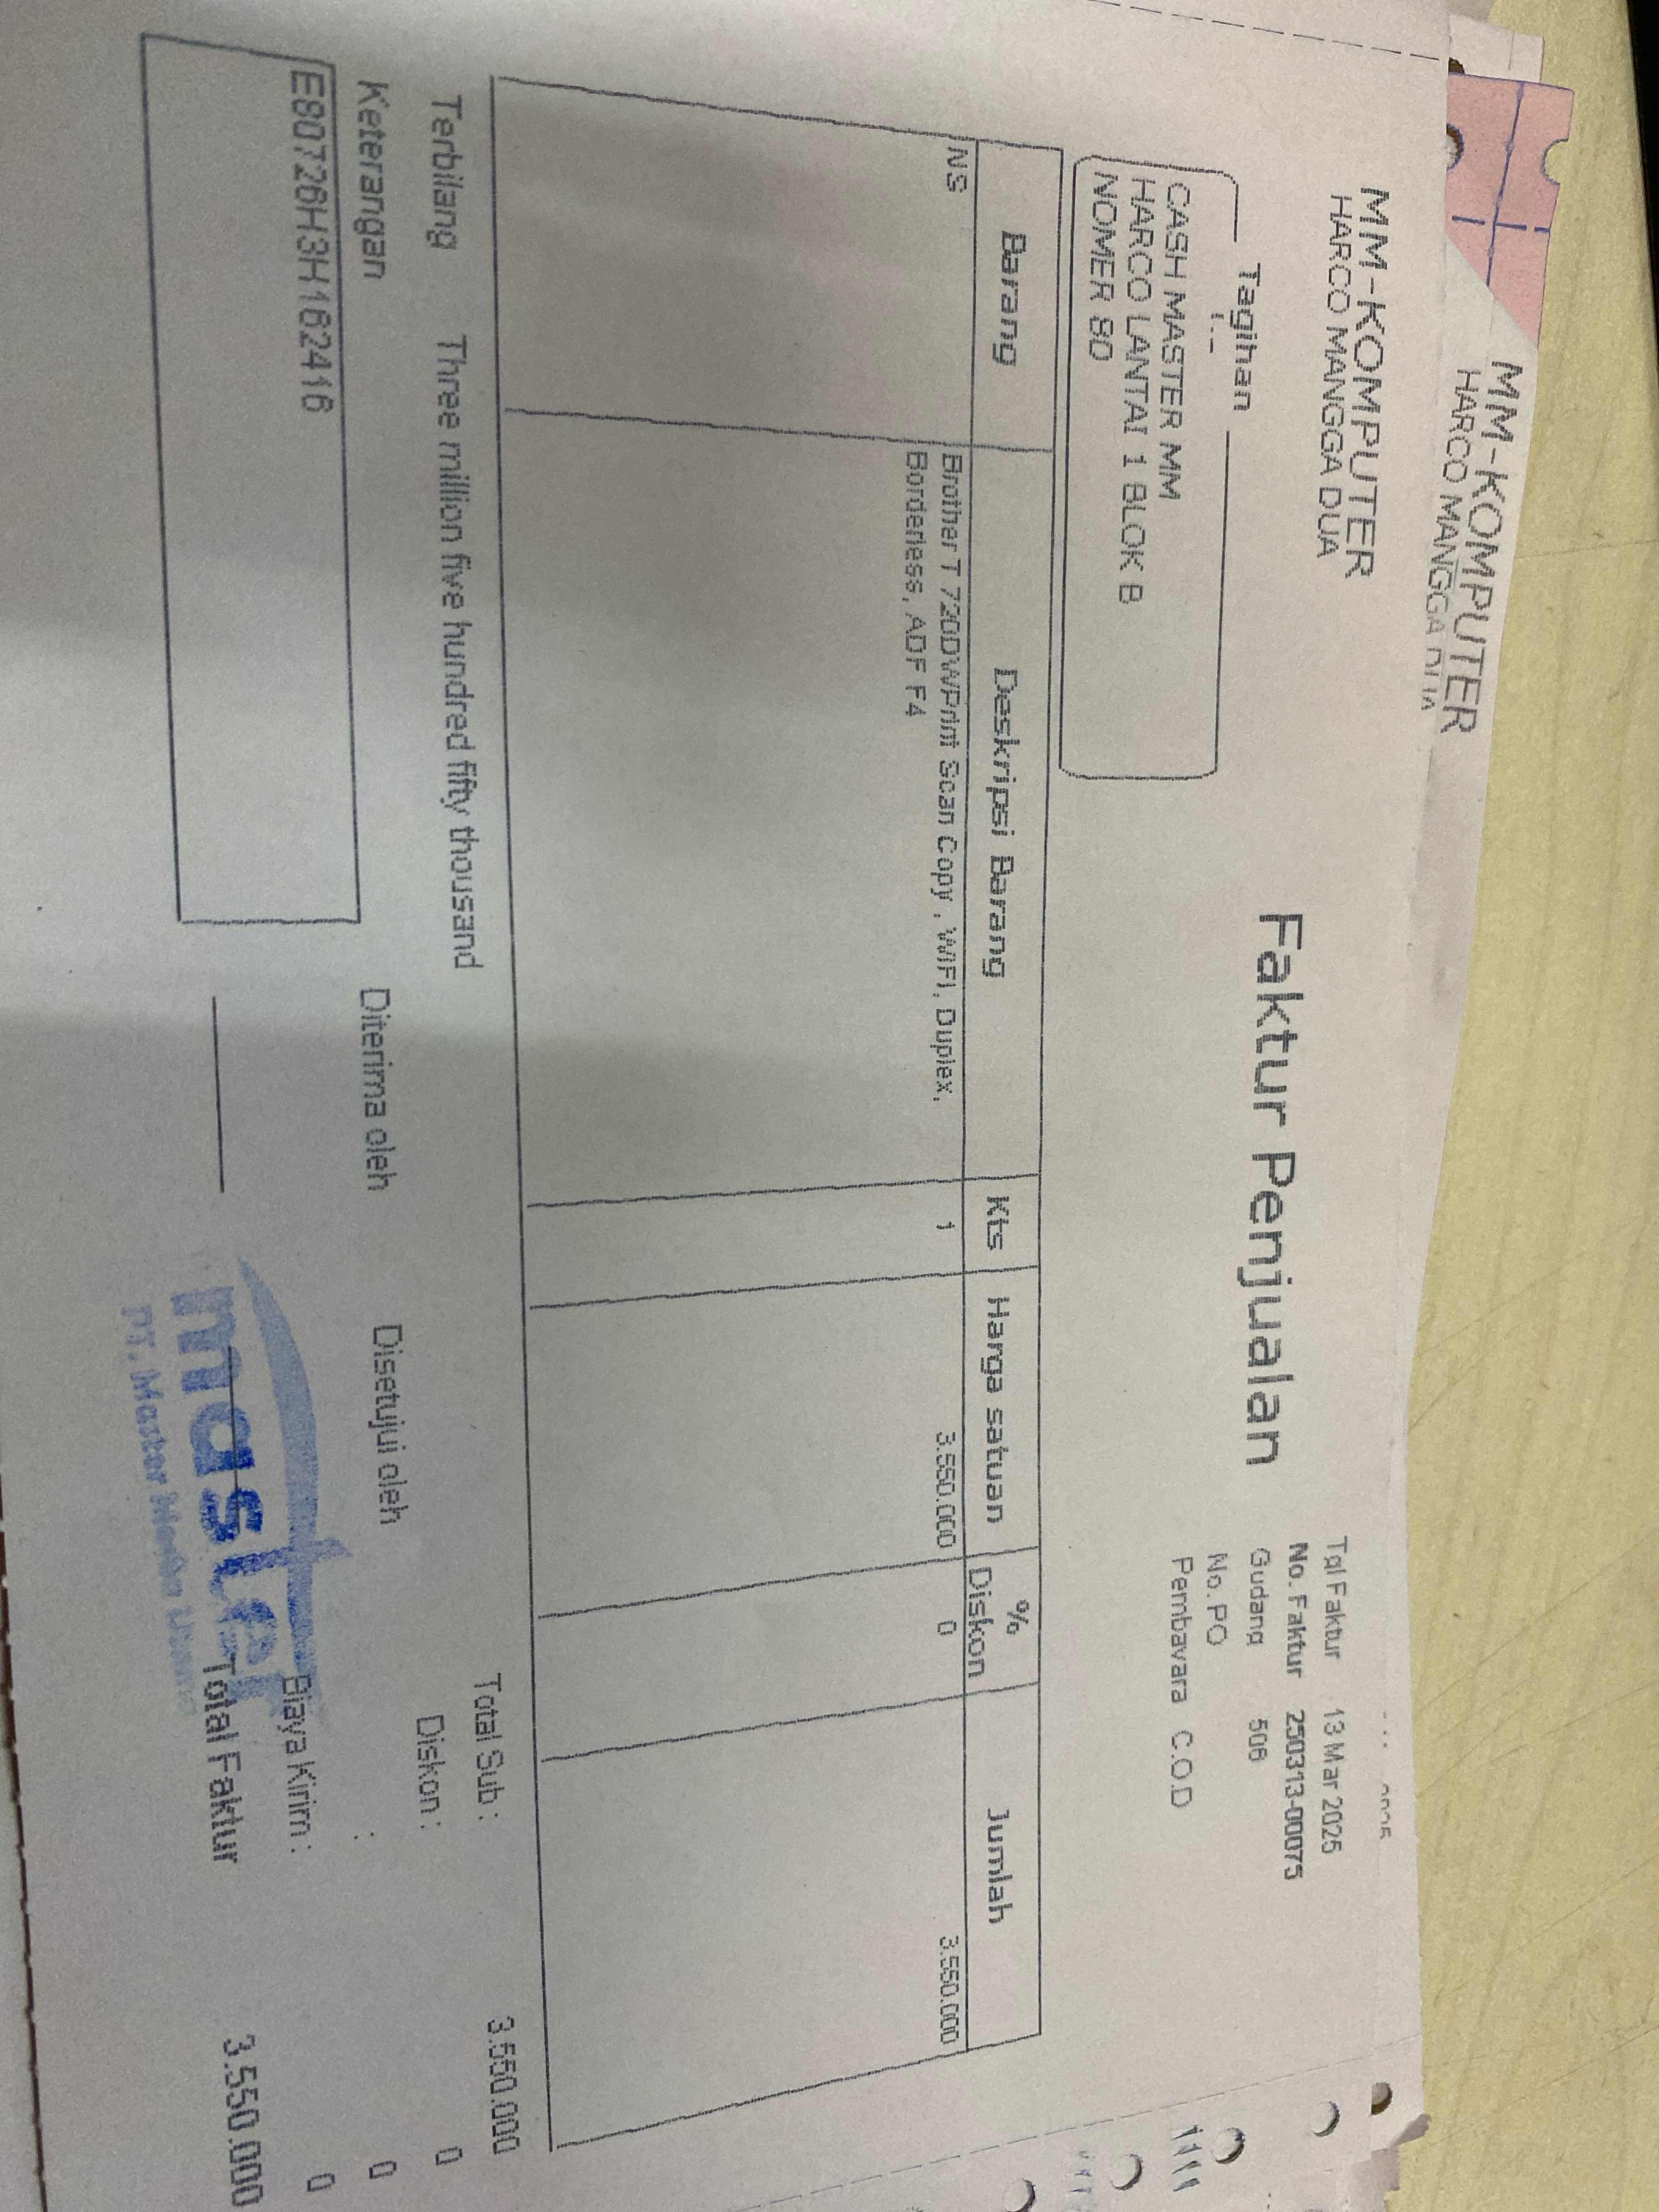 MM-KOMPUTER
HARCO MANGGA
MM-KOMPUTER
HARCO MANGGA DUA
Faktur Penjualan
Tgl Faktur 13 Mar 2025
No. Faktur 250313-00075
Gudang 506
No. PO
Pembayara C.O.D
Tagihan
CASH MASTER MM
HARCO LANTAI 1 BLOK B
NOMER 80
Barang Deskripsi Barang Kts Harga satuan % Diskon Jumlah
NS Brother T 720DWPrint Scan Copy , WIFI, Duplex, 1 3.550.000 0 3.550.000
Borderless, ADF F4
Terbilang Three million five hundred fifty thousand
Total Sub : 3.550.000
Diskon : 0
: 0
Biaya Kirim : 0
Total Faktur 3.550.000
Keterangan
E80726H3H162416
Diterima oleh
Disetujui oleh
master
PT. Master